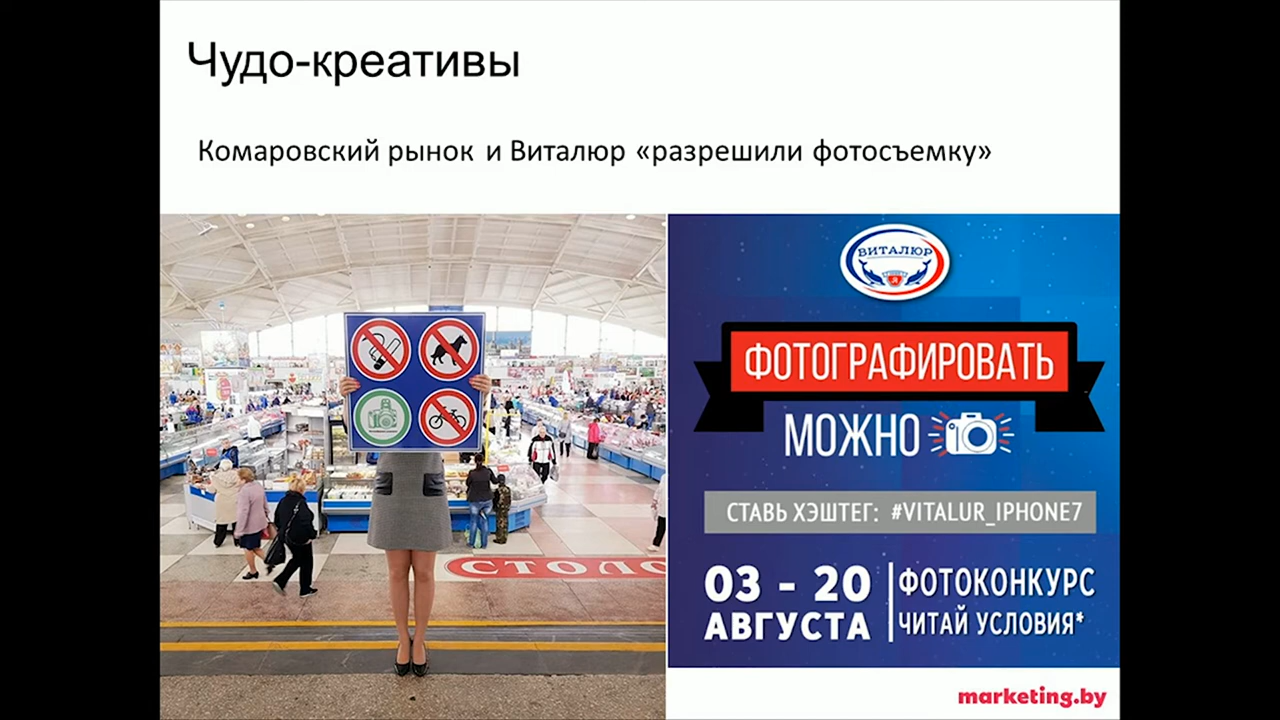 Чудо-креативы
Комаровский рынок и Виталюр «разрешили фотосъемку»
СТОЛО
ВИТАЛЮР
ФОТОГРАФИРОВАТЬ
МОЖНО
СТАВЬ ХЭШТЕГ: #VITALUR_IPHONE7
03 - 20
АВГУСТА
ФОТОКОНКУРС
ЧИТАЙ УСЛОВИЯ*
marketing.by